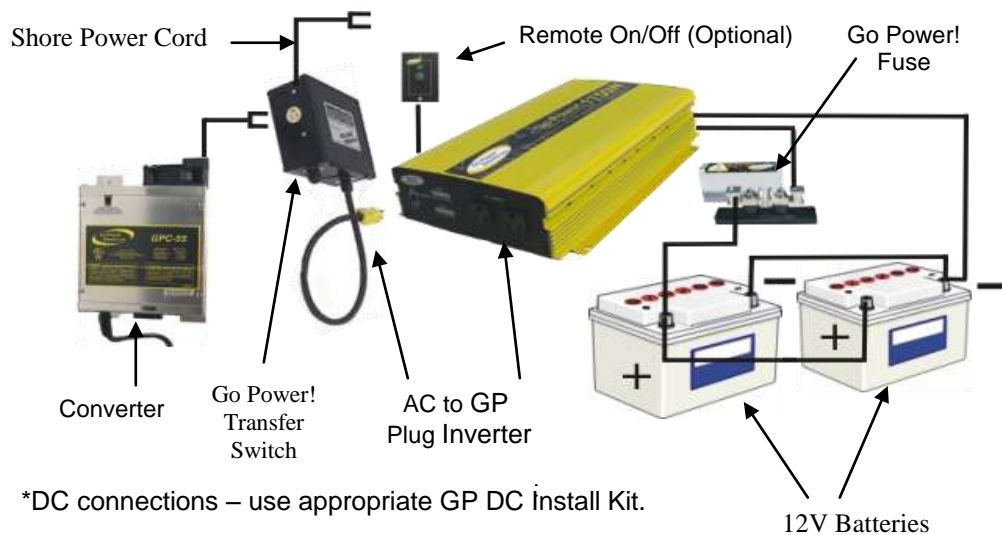 Shore Power Cord
Remote On/Off (Optional)
Go Power!
Fuse
GPC-55
+
+
Converter
Go Power!
Transfer
Switch
AC to GP
Plug Inverter
*DC connections – use appropriate GP DC Install Kit.
12V Batteries